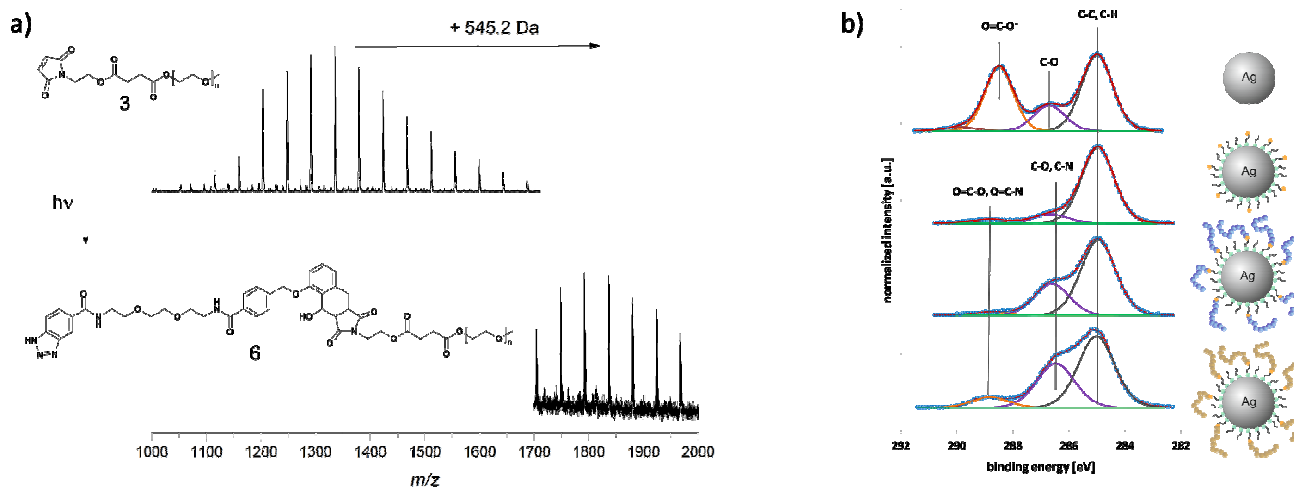 a)
+ 545.2 Da
3
hν
6
1000 1100 1200 1300 1400 1500 1600 1700 1800 1900 2000
m/z
b)
O=C-O⁻
C-O
C-C, C-H
Ag
C-O, C-N
O=C-O, O=C-N
Ag
Ag
Ag
normalized intensity [a.u.]
292 290 288 286 284 282
binding energy [eV]